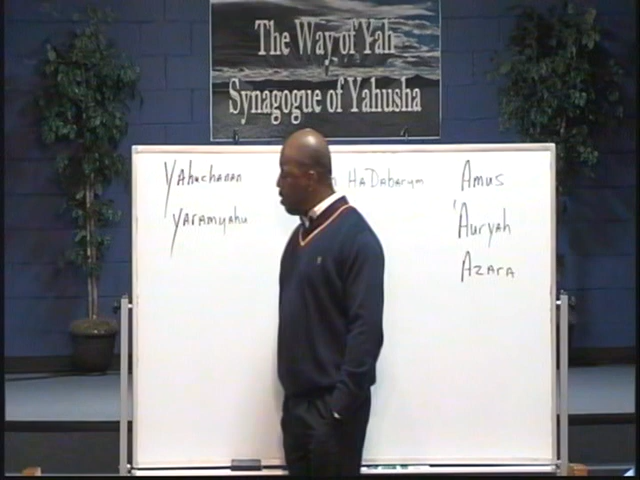 The Way of Yah
Synagogue of Yahusha
Yahuchanan
Yaramyahu
HaDabarym
Amus
'Auryah
Azara